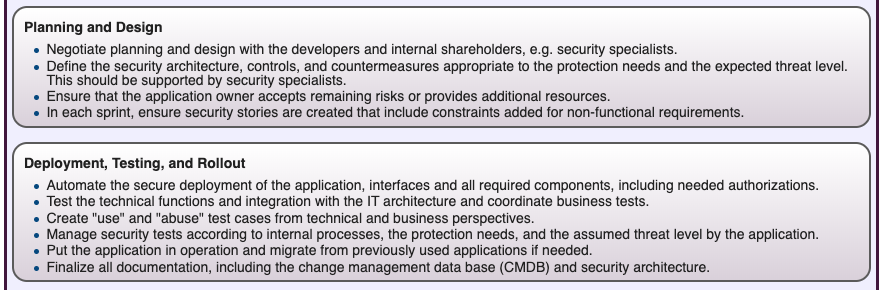 Planning and Design
Negotiate planning and design with the developers and internal shareholders, e.g. security specialists.
Define the security architecture, controls, and countermeasures appropriate to the protection needs and the expected threat level.
This should be supported by security specialists.
Ensure that the application owner accepts remaining risks or provides additional resources.
In each sprint, ensure security stories are created that include constraints added for non-functional requirements.
Deployment, Testing, and Rollout
Automate the secure deployment of the application, interfaces and all required components, including needed authorizations.
Test the technical functions and integration with the IT architecture and coordinate business tests.
Create "use" and "abuse" test cases from technical and business perspectives.
Manage security tests according to internal processes, the protection needs, and the assumed threat level by the application.
Put the application in operation and migrate from previously used applications if needed.
Finalize all documentation, including the change management data base (CMDB) and security architecture.